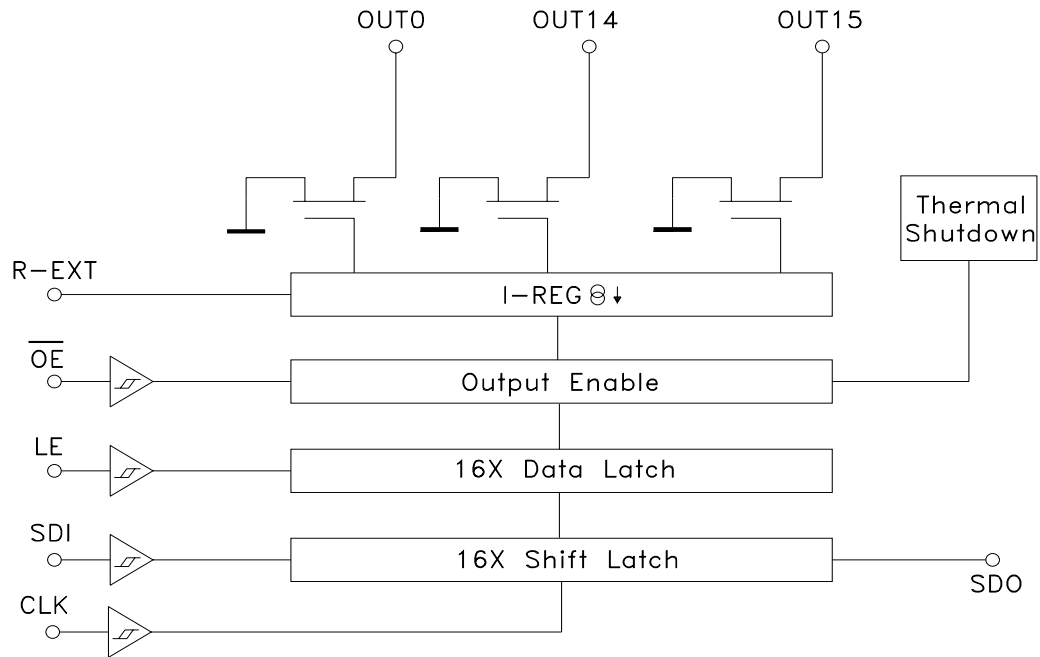 OUT0 OUT14 OUT15
Thermal
Shutdown
R-EXT
I-REG
OE
Output Enable
LE
16X Data Latch
SDI
16X Shift Latch
SDO
CLK